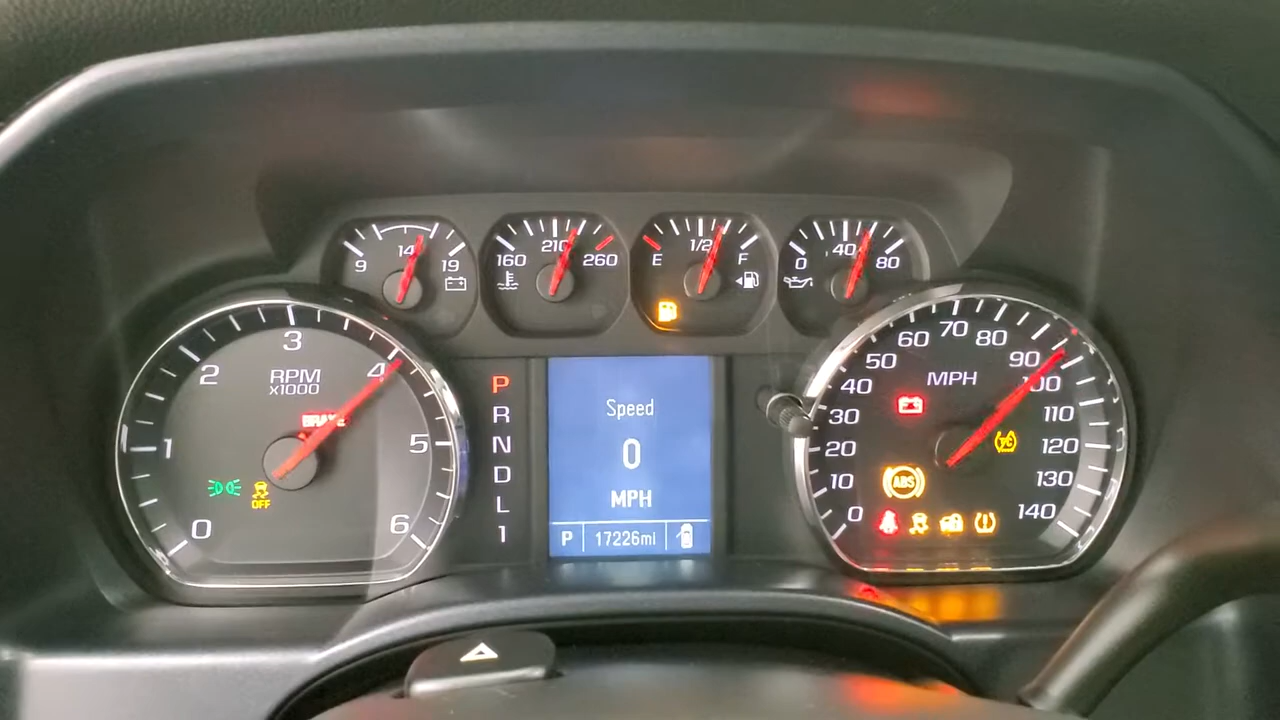 9 14 19
160 210 260
E 1/2 F
0 40 80
0 1 2 3 4 5 6
RPM
x1000
BRAKE
OFF
P
R
N
D
L
1
Speed
0
MPH
P 17226mi
0 10 20 30 40 50 60 70 80 90 100 110 120 130 140
MPH
ABS